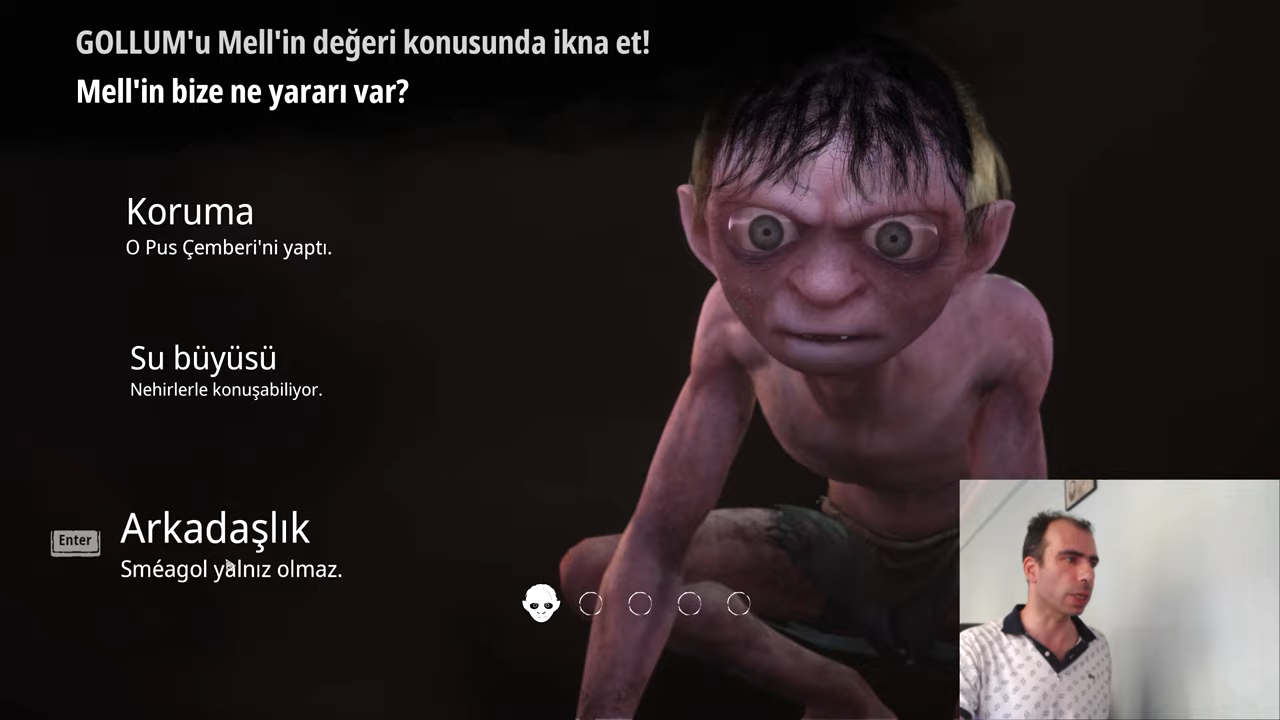 GOLLUM'u Mell'in değeri konusunda ikna et!
Mell'in bize ne yararı var?
Koruma
O Pus Çemberi'ni yaptı.
Su büyüsü
Nehirlerle konuşabiliyor.
Enter
Arkadaşlık
Sméagol yalnız olmaz.